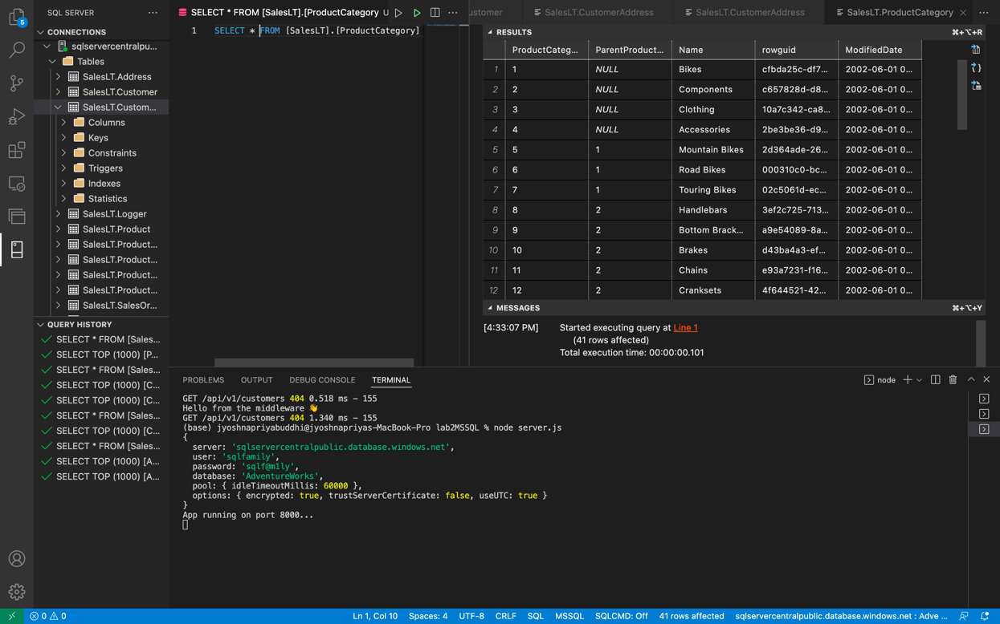 SQL SERVER
CONNECTIONS
sqlservercentralpu...
Tables
SalesLT.Address
SalesLT.Customer
SalesLT.Custom...
Columns
Keys
Constraints
Triggers
Indexes
Statistics
SalesLT.Logger
SalesLT.Product
SalesLT.Product...
SalesLT.Product...
SalesLT.Product...
SalesLT.Product...
SalesLT.SalesOr...
QUERY HISTORY
SELECT * FROM [Sales...
SELECT TOP (1000) [P...
SELECT * FROM [Sales...
SELECT TOP (1000) [C...
SELECT TOP (1000) [C...
SELECT * FROM [Sales...
SELECT TOP (1000) [C...
SELECT * FROM [Sales...
SELECT TOP (1000) [A...
SELECT TOP (1000) [A...
5
SELECT * FROM [SalesLT].[ProductCategory U
1 SELECT * FROM [SalesLT].[ProductCategory]
ustomer SalesLT.CustomerAddress SalesLT.CustomerAddress SalesLT.ProductCategory
RESULTS ⌘+⌥+R
ProductCateg... ParentProduct... Name rowguid ModifiedDate
1 1 NULL Bikes cfbda25c-df7... 2002-06-01 0...
2 2 NULL Components c657828d-d8... 2002-06-01 0...
3 3 NULL Clothing 10a7c342-ca8... 2002-06-01 0...
4 4 NULL Accessories 2be3be36-d9... 2002-06-01 0...
5 5 1 Mountain Bikes 2d364ade-26... 2002-06-01 0...
6 6 1 Road Bikes 000310c0-bc... 2002-06-01 0...
7 7 1 Touring Bikes 02c5061d-ec... 2002-06-01 0...
8 8 2 Handlebars 3ef2c725-713... 2002-06-01 0...
9 9 2 Bottom Brack... a9e54089-8a... 2002-06-01 0...
10 10 2 Brakes d43ba4a3-ef... 2002-06-01 0...
11 11 2 Chains e93a7231-f16... 2002-06-01 0...
12 12 2 Cranksets 4f644521-42... 2002-06-01 0...
MESSAGES ⌘+⌥+Y
[4:33:07 PM] Started executing query at Line 1
(41 rows affected)
Total execution time: 00:00:00.101
PROBLEMS OUTPUT DEBUG CONSOLE TERMINAL node
GET /api/v1/customers 404 0.518 ms - 155
Hello from the middleware 👋
GET /api/v1/customers 404 1.340 ms - 155
(base) jyoshnapriyabuddhi@jyoshnapriyas-MacBook-Pro lab2MSSQL % node server.js
{
server: 'sqlservercentralpublic.database.windows.net',
user: 'sqlfamily',
password: 'sqlf@m1ly',
database: 'AdventureWorks',
pool: { idleTimeoutMillis: 60000 },
options: { encrypted: true, trustServerCertificate: false, useUTC: true }
}
App running on port 8000...
0 0 Ln 1, Col 10 Spaces: 4 UTF-8 CRLF SQL MSSQL SQLCMD: Off 41 rows affected sqlservercentralpublic.database.windows.net : Adve ...